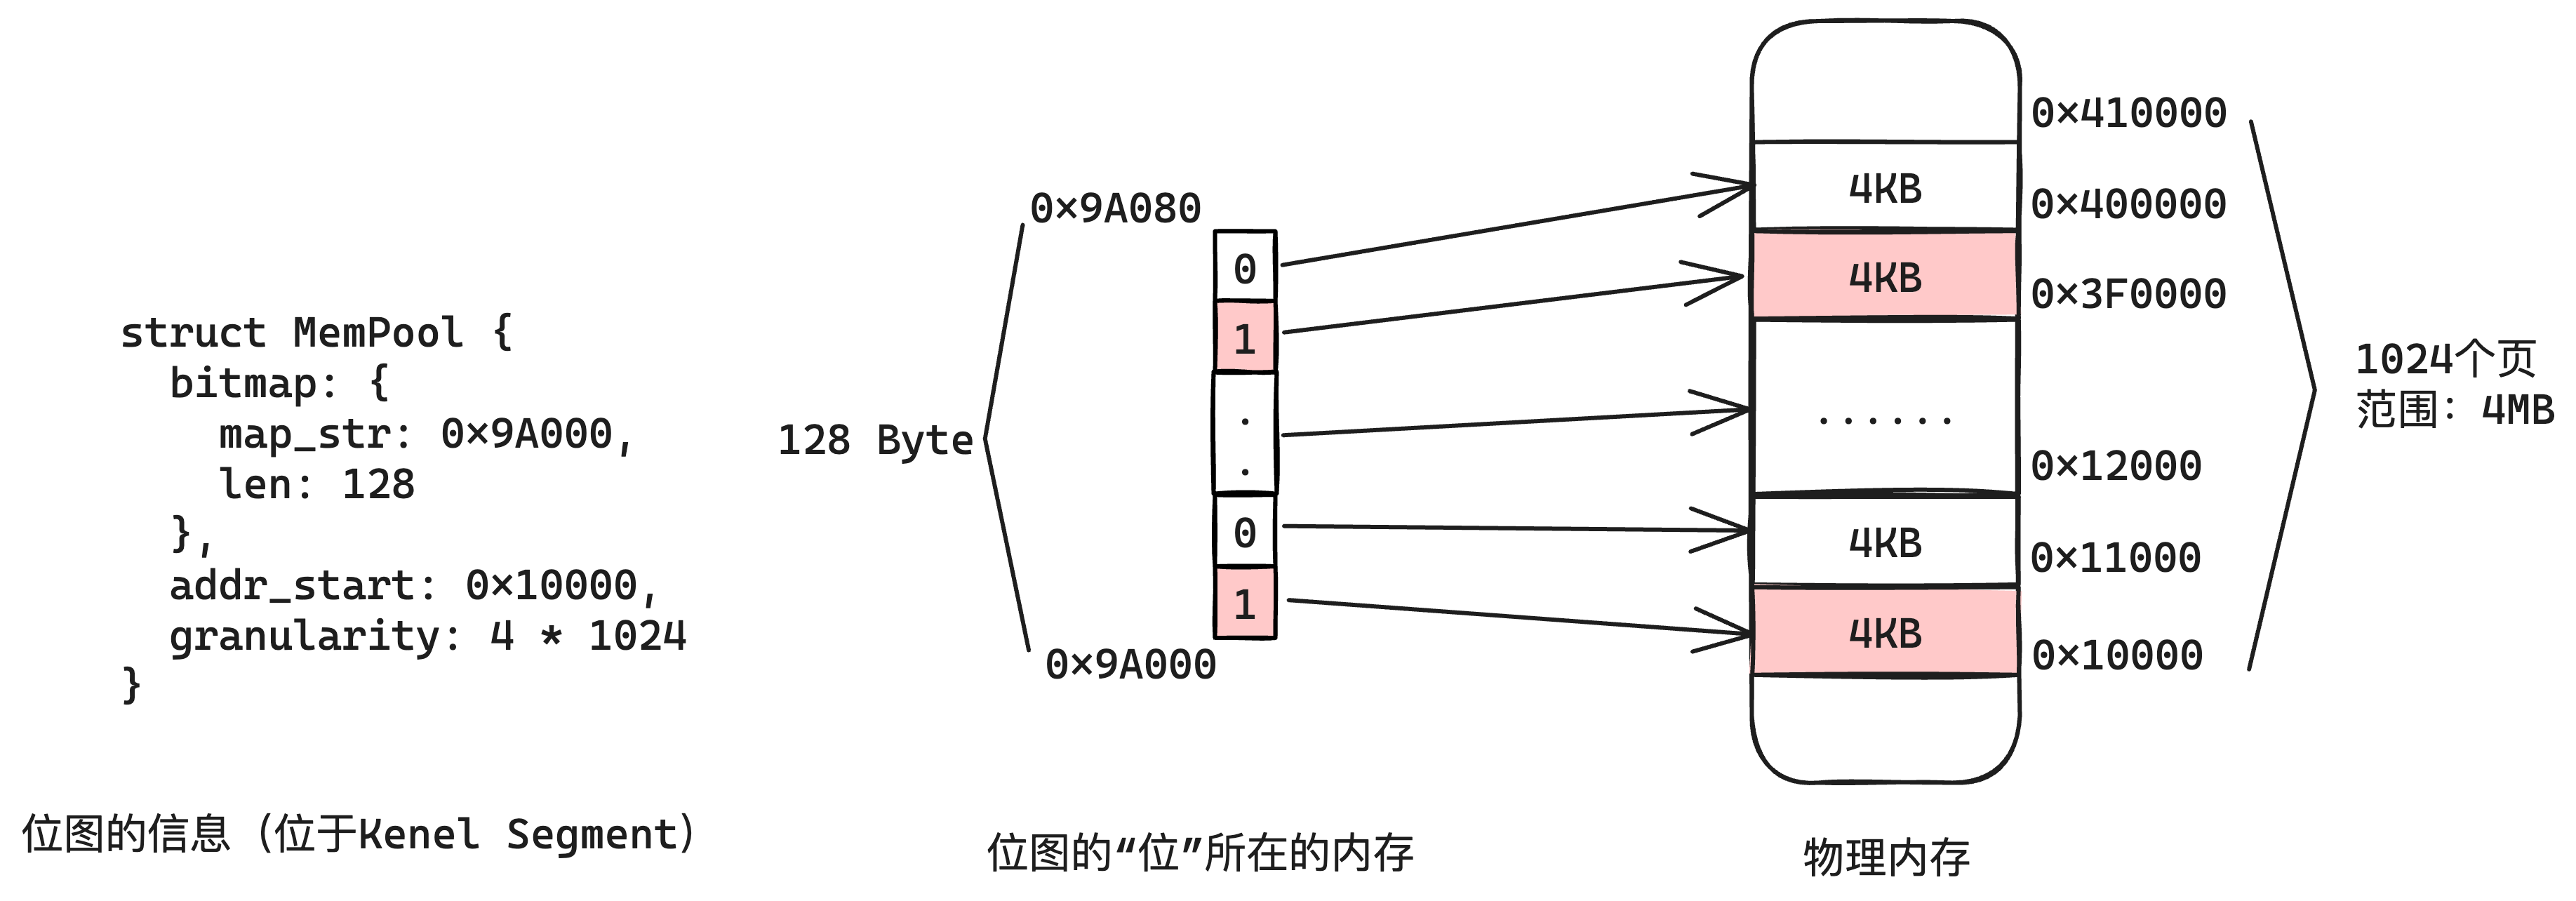 struct MemPool {
bitmap: {
map_str: 0×9A000,
len: 128
},
addr_start: 0×10000,
granularity: 4 * 1024
}
位图的信息（位于Kenel Segment）
128 Byte
0×9A080
0
1
.
.
0
1
0×9A000
位图的“位”所在的内存
4KB
4KB
......
4KB
4KB
物理内存
0×410000
0×400000
0×3F0000
0×12000
0×11000
0×10000
1024个页
范围：4MB